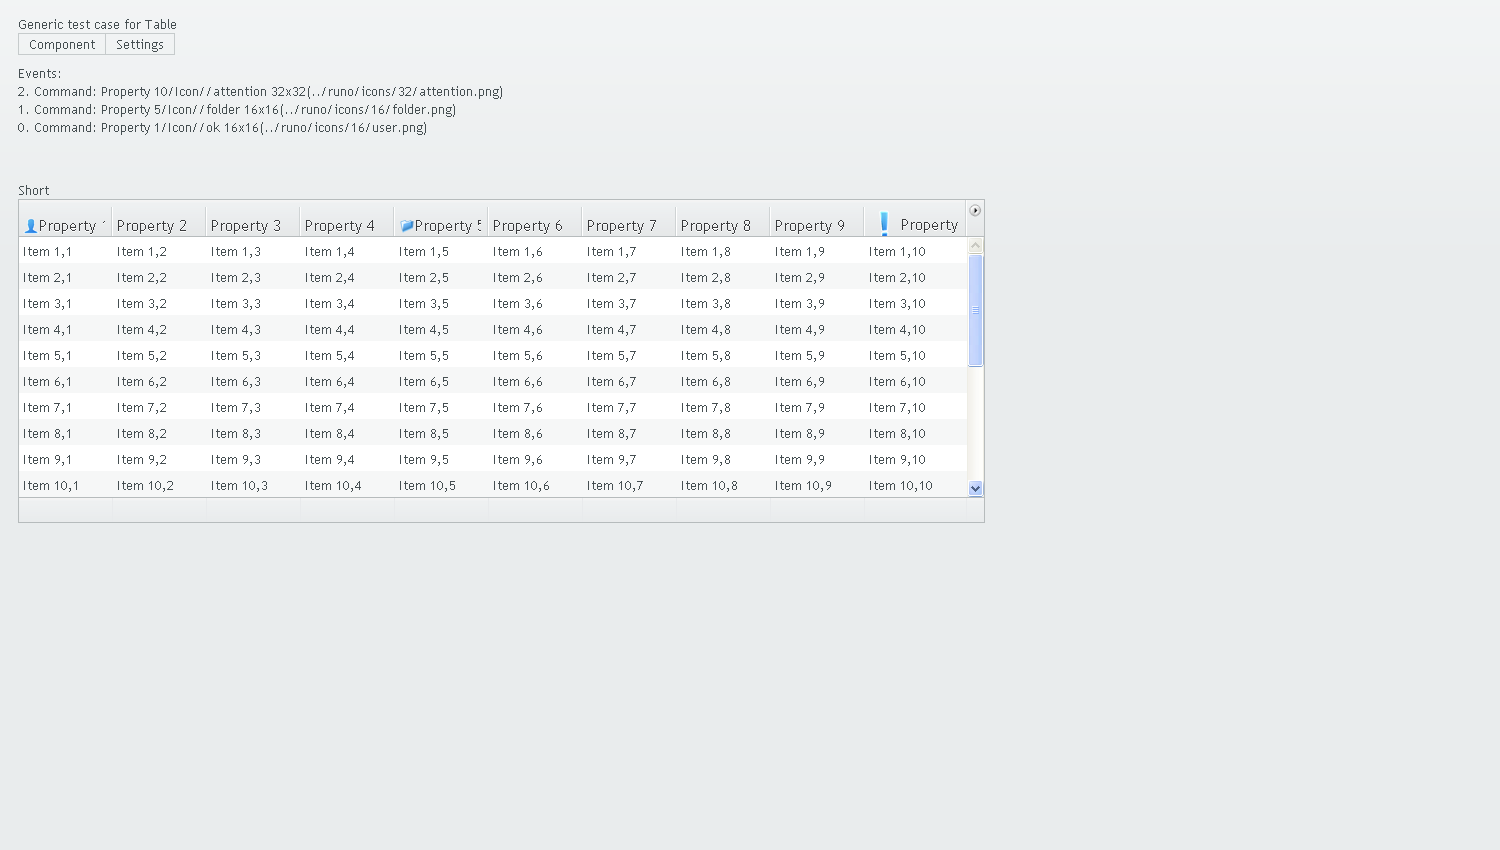 Generic test case for Table
Component Settings
Events:
2. Command: Property 10/Icon//attention 32x32(../runo/icons/32/attention.png)
1. Command: Property 5/Icon//folder 16x16(../runo/icons/16/folder.png)
0. Command: Property 1/Icon//ok 16x16(../runo/icons/16/user.png)
Short
Property Property 2 Property 3 Property 4 Property 5 Property 6 Property 7 Property 8 Property 9 Property
Item 1,1 Item 1,2 Item 1,3 Item 1,4 Item 1,5 Item 1,6 Item 1,7 Item 1,8 Item 1,9 Item 1,10
Item 2,1 Item 2,2 Item 2,3 Item 2,4 Item 2,5 Item 2,6 Item 2,7 Item 2,8 Item 2,9 Item 2,10
Item 3,1 Item 3,2 Item 3,3 Item 3,4 Item 3,5 Item 3,6 Item 3,7 Item 3,8 Item 3,9 Item 3,10
Item 4,1 Item 4,2 Item 4,3 Item 4,4 Item 4,5 Item 4,6 Item 4,7 Item 4,8 Item 4,9 Item 4,10
Item 5,1 Item 5,2 Item 5,3 Item 5,4 Item 5,5 Item 5,6 Item 5,7 Item 5,8 Item 5,9 Item 5,10
Item 6,1 Item 6,2 Item 6,3 Item 6,4 Item 6,5 Item 6,6 Item 6,7 Item 6,8 Item 6,9 Item 6,10
Item 7,1 Item 7,2 Item 7,3 Item 7,4 Item 7,5 Item 7,6 Item 7,7 Item 7,8 Item 7,9 Item 7,10
Item 8,1 Item 8,2 Item 8,3 Item 8,4 Item 8,5 Item 8,6 Item 8,7 Item 8,8 Item 8,9 Item 8,10
Item 9,1 Item 9,2 Item 9,3 Item 9,4 Item 9,5 Item 9,6 Item 9,7 Item 9,8 Item 9,9 Item 9,10
Item 10,1 Item 10,2 Item 10,3 Item 10,4 Item 10,5 Item 10,6 Item 10,7 Item 10,8 Item 10,9 Item 10,10